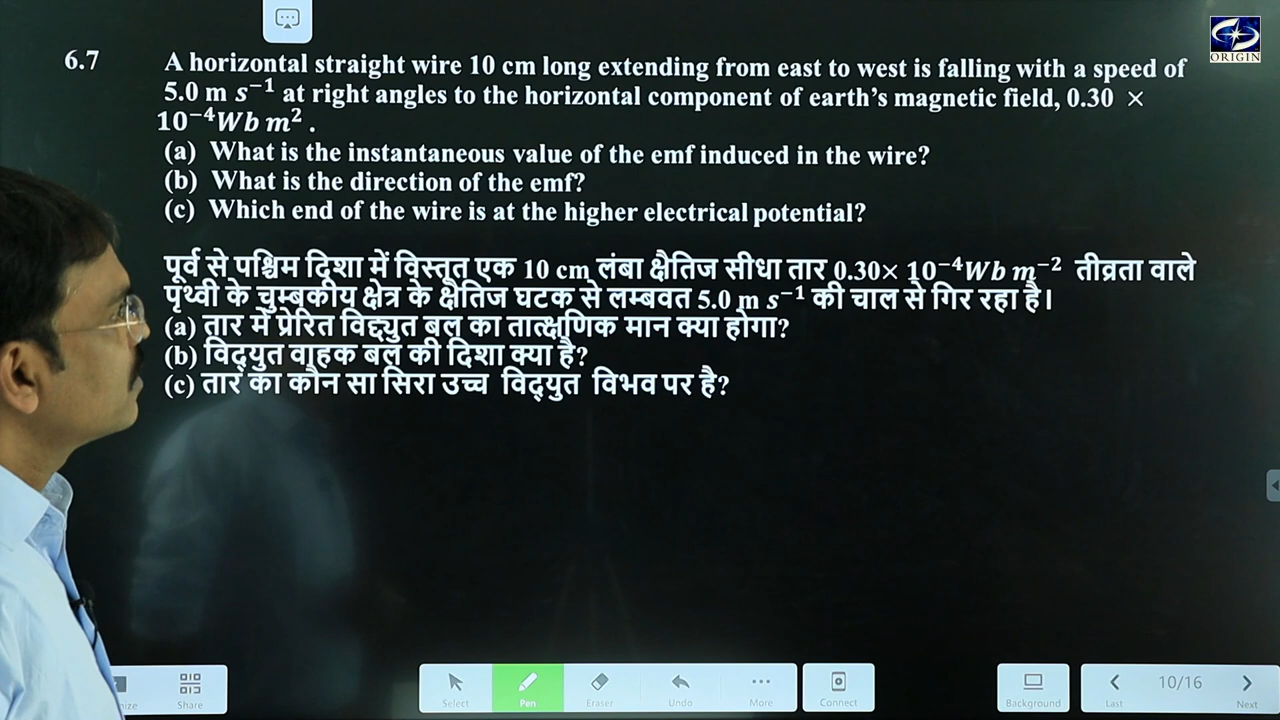 ORIGIN
6.7 A horizontal straight wire 10 cm long extending from east to west is falling with a speed of
5.0 m s⁻¹ at right angles to the horizontal component of earth's magnetic field, 0.30 ×
10⁻⁴Wb m² .
(a) What is the instantaneous value of the emf induced in the wire?
(b) What is the direction of the emf?
(c) Which end of the wire is at the higher electrical potential?
पूर्व से पश्चिम दिशा में विस्तृत एक 10 cm लंबा क्षैतिज सीधा तार 0.30× 10⁻⁴Wb m⁻² तीव्रता वाले
पृथ्वी के चुम्बकीय क्षेत्र के क्षैतिज घटक से लम्बवत 5.0 m s⁻¹ की चाल से गिर रहा है।
(a) तार में प्रेरित विद्द्युत बल का तात्क्षणिक मान क्या होगा?
(b) विद्युत वाहक बल की दिशा क्या है?
(c) तार का कौन सा सिरा उच्च विद्युत विभव पर है?
Share Select Pen Eraser Undo More Connect Background Last 10/16 Next